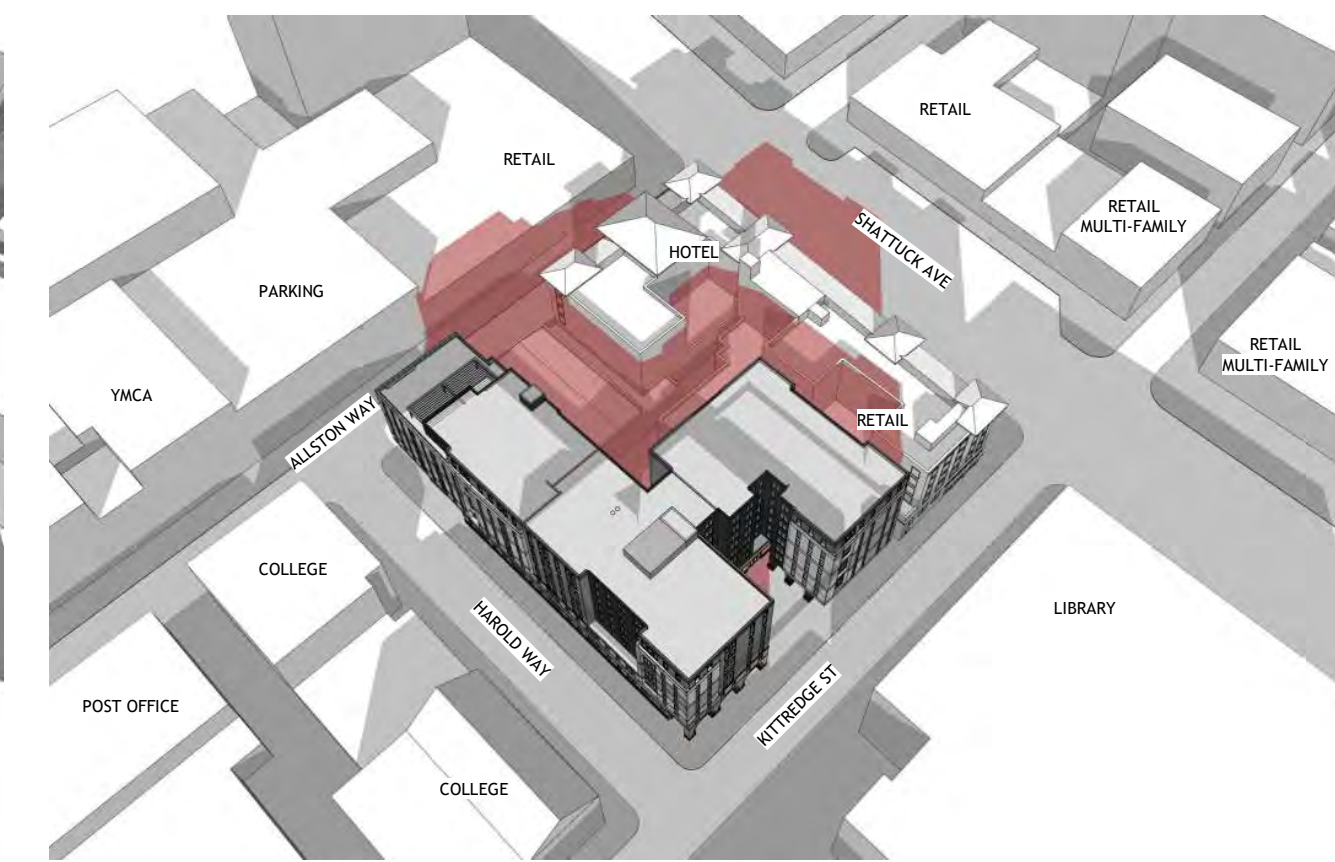 RETAIL
RETAIL
RETAIL
MULTI-FAMILY
SHATTUCK AVE
HOTEL
PARKING
RETAIL
MULTI-FAMILY
YMCA
RETAIL
ALLSTON WAY
COLLEGE
LIBRARY
HAROLD WAY
KITTREDGE ST
POST OFFICE
COLLEGE